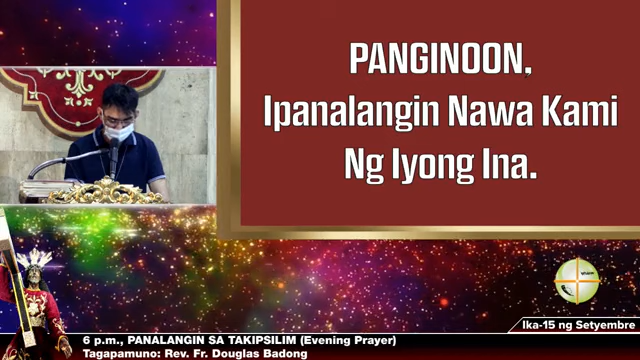 PANGINOON,
Ipanalangin Nawa Kami
Ng Iyong Ina.
Ika-15 ng Setyembre
6 p.m., PANALANGIN SA TAKIPSILIM (Evening Prayer)
Tagapamuno: Rev. Fr. Douglas Badong